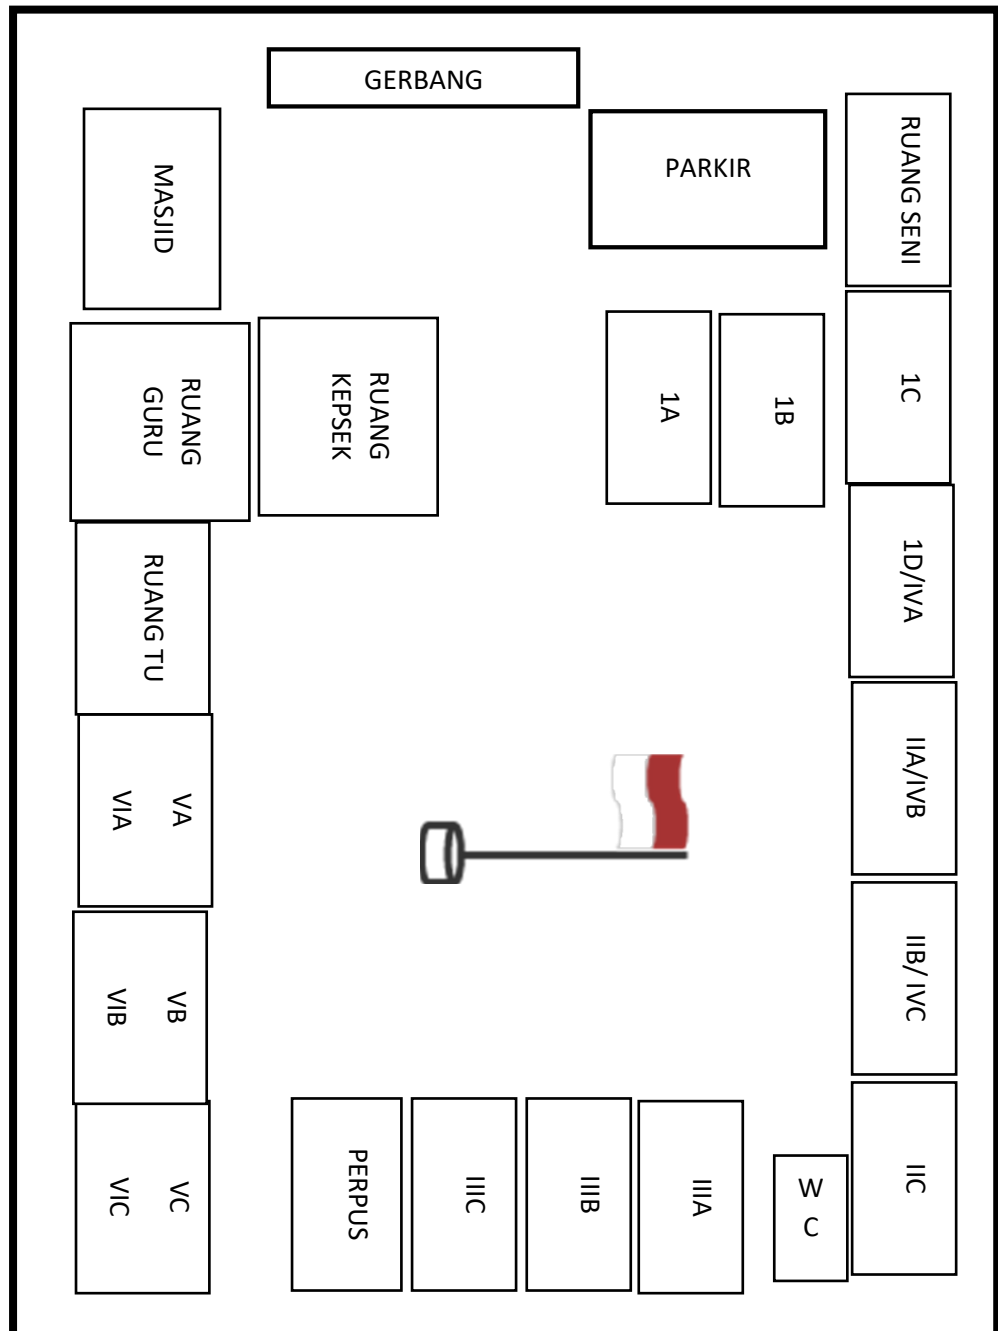 GERBANG
PARKIR
RUANG SENI
MASJID
RUANG
GURU
RUANG
KEPSEK
1A
1B
1C
RUANG TU
1D/IVA
VA
VIA
IIA/IVB
VB
VIB
IIB/ IVC
VC
VIC
PERPUS
IIIC
IIIB
IIIA
W
C
IIC